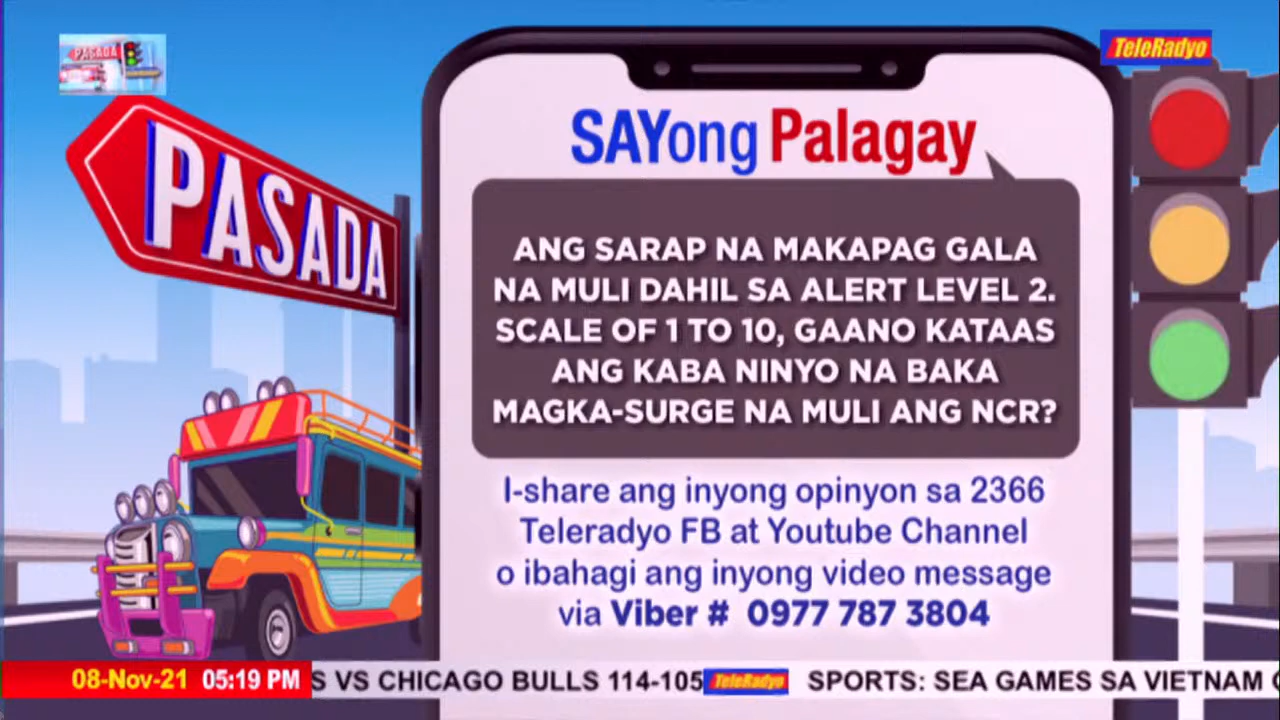 PASADA
TeleRadyo
PASADA
SAYong Palagay
ANG SARAP NA MAKAPAG GALA
NA MULI DAHIL SA ALERT LEVEL 2.
SCALE OF 1 TO 10, GAANO KATAAS
ANG KABA NINYO NA BAKA
MAGKA-SURGE NA MULI ANG NCR?
I-share ang inyong opinyon sa 2366
Teleradyo FB at Youtube Channel
o ibahagi ang inyong video message
via Viber # 0977 787 3804
08-Nov-21 05:19 PM S VS CHICAGO BULLS 114-105 TeleRadyo SPORTS: SEA GAMES SA VIETNAM